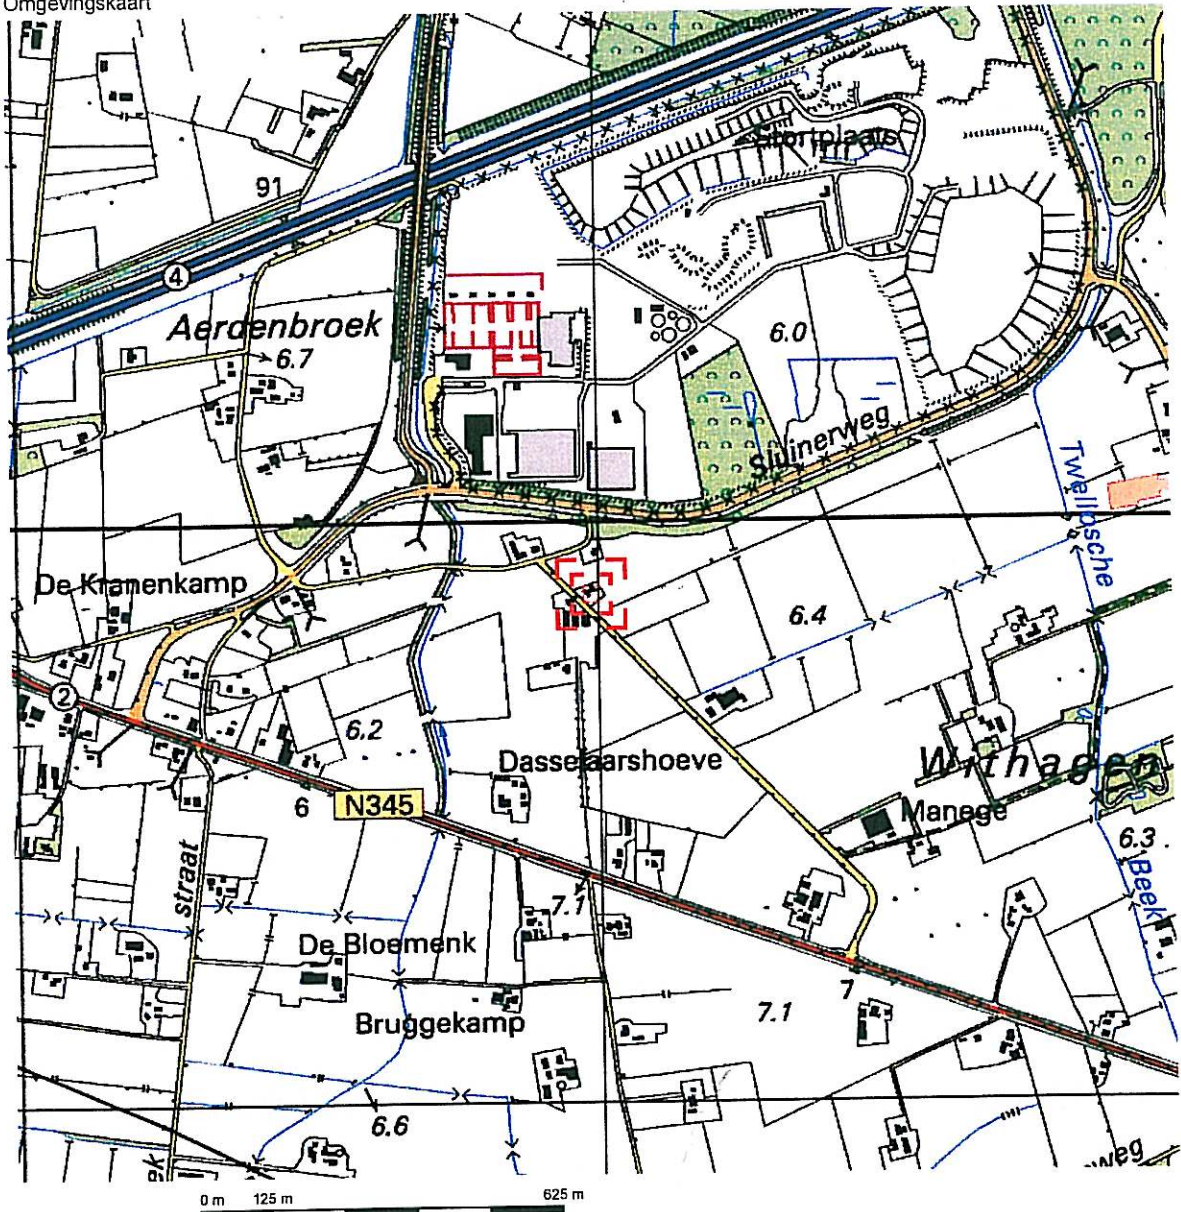 Omgevingskaart
Stortplaats
91
4
Aerdenbroek
6.7
6.0
Sluinerweg
Twellosche
De Kranenkamp
6.4
2
6.2
Dasselaarshoeve
Withagen
6
N345
Manege
6.3
straat
7.1
Beek
De Bloemenk
7
Bruggekamp
7.1
6.6
weg
0 m 125 m 625 m